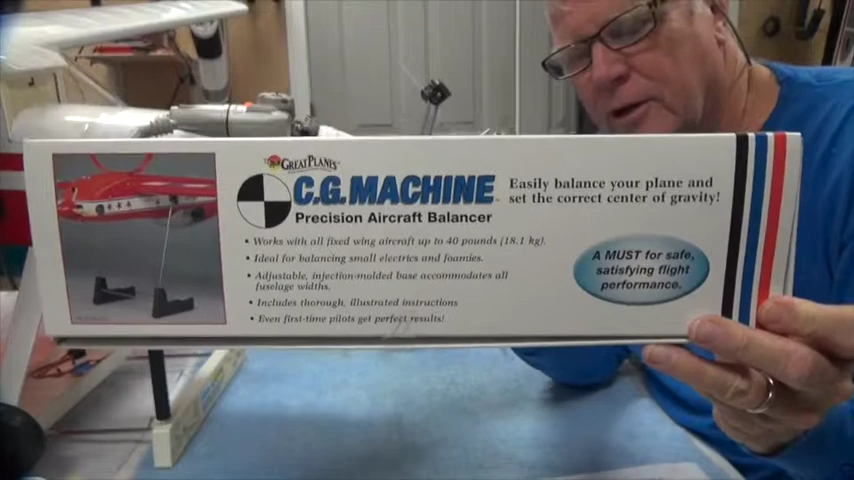 GREAT PLANES
C.G. MACHINE
Precision Aircraft Balancer
Easily balance your plane and
set the correct center of gravity!
• Works with all fixed wing aircraft up to 40 pounds (18.1 kg).
• Ideal for balancing small electrics and foamies.
• Adjustable, injection-molded base accommodates all
fuselage widths.
• Includes thorough, illustrated instructions
• Even first-time pilots get perfect results!
A MUST for safe,
satisfying flight
performance.